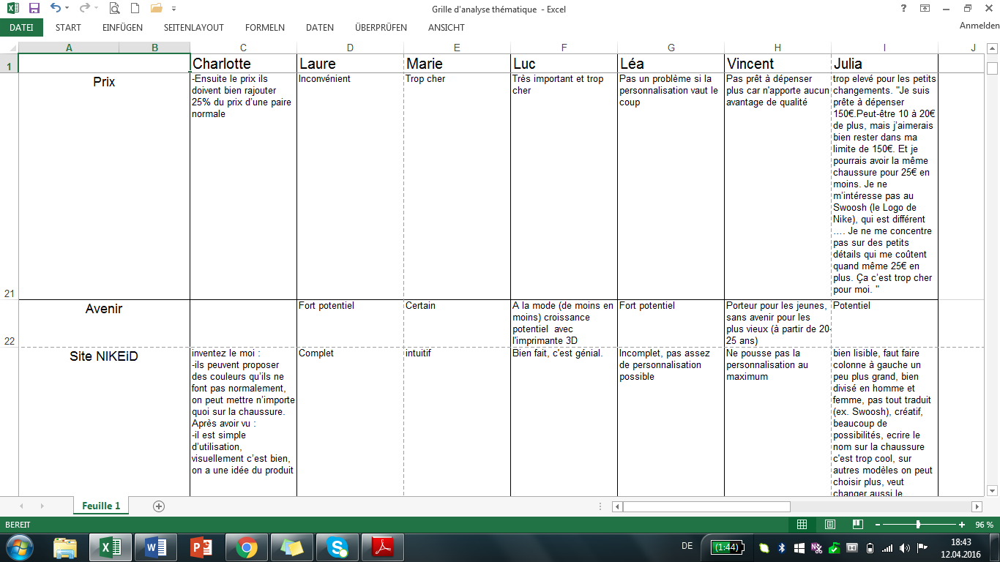 Grille d'analyse thématique - Excel
DATEI
START
EINFÜGEN
SEITENLAYOUT
FORMELN
DATEN
ÜBERPRÜFEN
ANSICHT
Anmelden
A
B
C
D
E
F
G
H
I
J
1
Charlotte
Laure
Marie
Luc
Léa
Vincent
Julia
21
Prix
-Ensuite le prix ils
doivent bien rajouter
25% du prix d'une paire
normale
Inconvénient
Trop cher
Très important et trop
cher
Pas un problème si la
personnalisation vaut le
coup
Pas prêt à dépenser
plus car n'apporte aucun
avantage de qualité
trop elevé pour les petits
changements. "Je suis
prête à dépenser
150€.Peut-être 10 à 20€
de plus, mais j'aimerais
bien rester dans ma
limite de 150€. Et je
pourrais avoir la même
chaussure pour 25€ en
moins. Je ne
m'intéresse pas au
Swoosh (le Logo de
Nike), qui est différent
.... Je ne me concentre
pas sur des petits
détails qui me coûtent
quand même 25€ en
plus. Ça c'est trop cher
pour moi. "
22
Avenir
Fort potentiel
Certain
A la mode (de moins en
moins) croissance
potentiel avec
l'imprimante 3D
Fort potentiel
Porteur pour les jeunes,
sans avenir pour les
plus vieux (à partir de 20-
25 ans)
Potentiel
Site NIKEiD
inventez le moi :
-ils peuvent proposer
des couleurs qu'ils ne
font pas normalement,
on peut mettre n'importe
quoi sur la chaussure.
Après avoir vu :
-il est simple
d'utilisation,
visuellement c'est bien,
on a une idée du produit
Complet
intuitif
Bien fait, c'est génial.
Incomplet, pas assez
de personalisation
possible
Ne pousse pas la
personnalisation au
maximum
bien lisible, faut faire
colonne à gauche un
peu plus grand, bien
divisé en homme et
femme, pas tout traduit
(ex. Swoosh), créatif,
beaucoup de
possibilités, ecrire le
nom sur la chaussure
c'est trop cool, sur
autres modèles on peut
choisir plus, veut
changer aussi le
Feuille 1
BEREIT
96 %
DE
(1:44)
18:43
12.04.2016